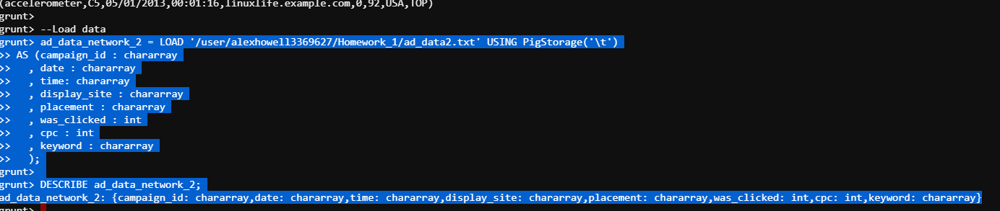 (accelerometer,C5,05/01/2013,00:01:16,linuxlife.example.com,0,92,USA,TOP)
grunt>
grunt> --Load data
grunt> ad_data_network_2 = LOAD '/user/alexhowell3369627/Homework_1/ad_data2.txt' USING PigStorage('\t')
>> AS (campaign_id : chararray
>>   , date : chararray
>>   , time: chararray
>>   , display_site : chararray
>>   , placement : chararray
>>   , was_clicked : int
>>   , cpc : int
>>   , keyword : chararray
>>   );
grunt>
grunt> DESCRIBE ad_data_network_2;
ad_data_network_2: {campaign_id: chararray,date: chararray,time: chararray,display_site: chararray,placement: chararray,was_clicked: int,cpc: int,keyword: chararray}
grunt>